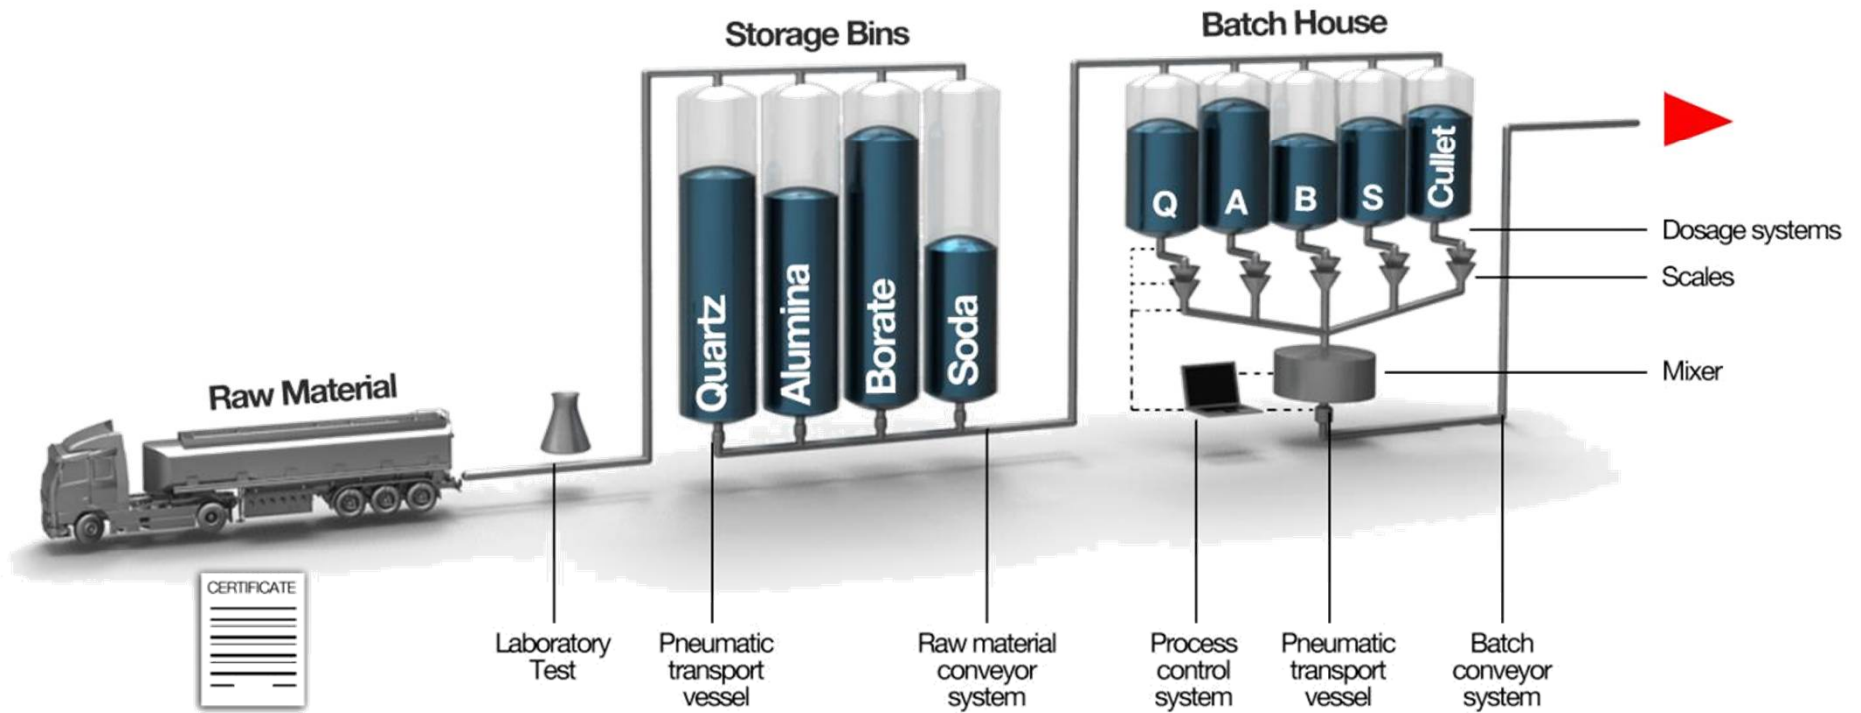 Storage Bins
Batch House
Raw Material
Quartz
Alumina
Borate
Soda
Q
A
B
S
Cullet
Dosage systems
Scales
Mixer
CERTIFICATE
Laboratory
Test
Pneumatic
transport
vessel
Raw material
conveyor
system
Process
control
system
Pneumatic
transport
vessel
Batch
conveyor
system